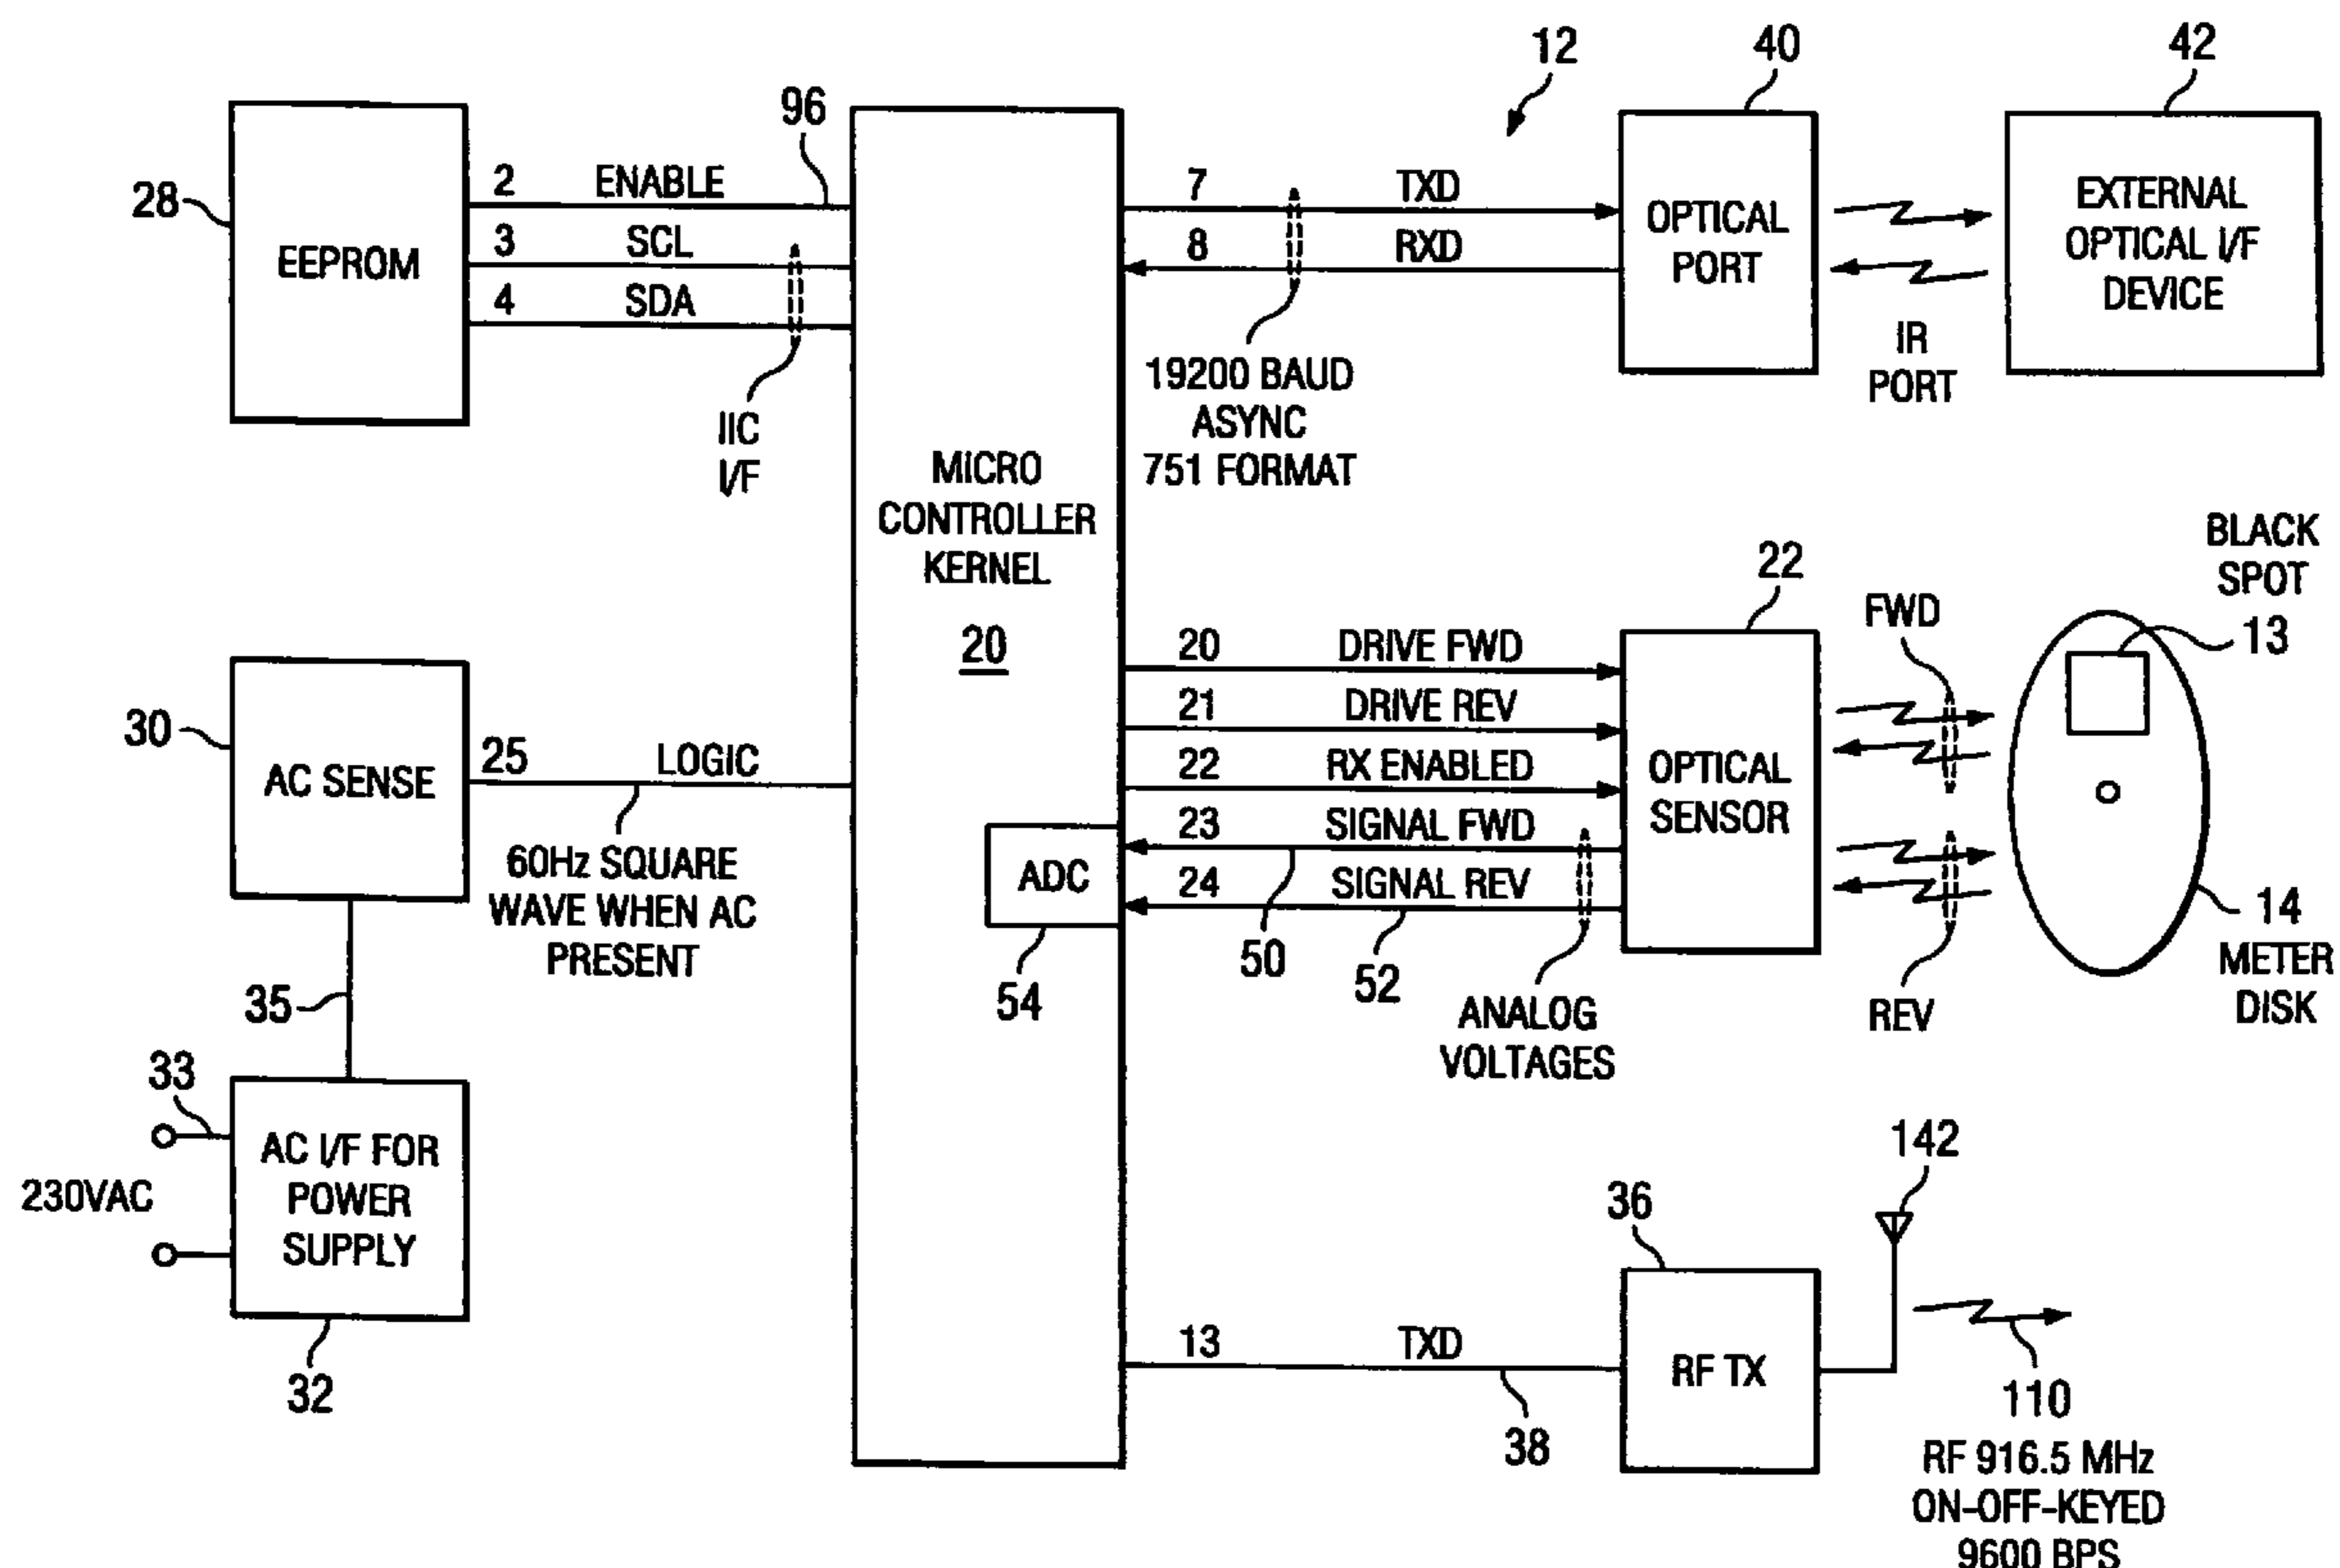 12
40
42
96
28
EEPROM
2 ENABLE
3 SCL
4 SDA
IIC
I/F
MICRO
CONTROLLER
KERNEL
20
7 TXD
8 RXD
19200 BAUD
ASYNC
751 FORMAT
OPTICAL
PORT
IR
PORT
EXTERNAL
OPTICAL I/F
DEVICE
30
AC SENSE
25 LOGIC
60Hz SQUARE
WAVE WHEN AC
PRESENT
35
33
230VAC
AC I/F FOR
POWER
SUPPLY
32
ADC
54
20 DRIVE FWD
21 DRIVE REV
22 RX ENABLED
23 SIGNAL FWD
24 SIGNAL REV
50
52
ANALOG
VOLTAGES
22
OPTICAL
SENSOR
FWD
REV
BLACK
SPOT
13
14
METER
DISK
13 TXD
38
36
RF TX
142
110
RF 916.5 MHz
ON-OFF-KEYED
9600 BPS